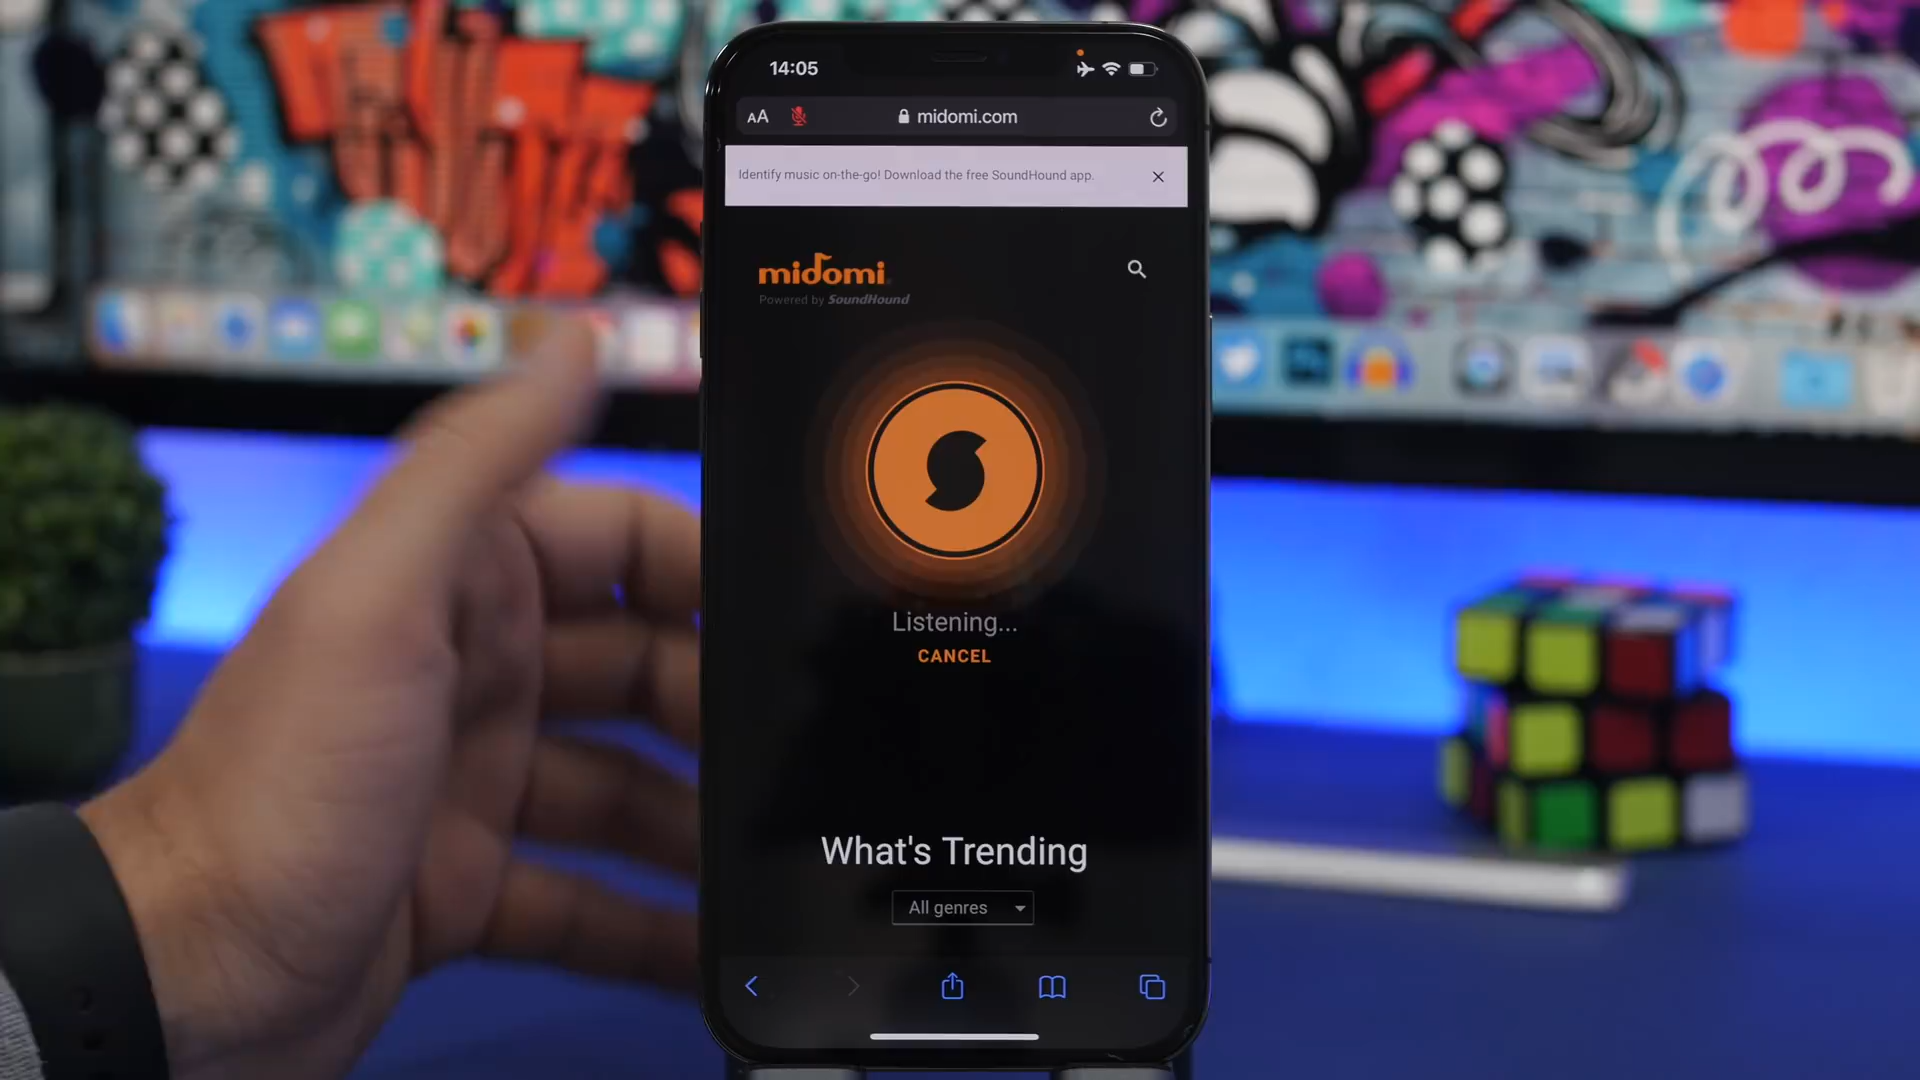 14:05
AA
midomi.com
Identify music on-the-go! Download the free SoundHound app.
midomi
Powered by SoundHound
Listening...
CANCEL
What's Trending
All genres